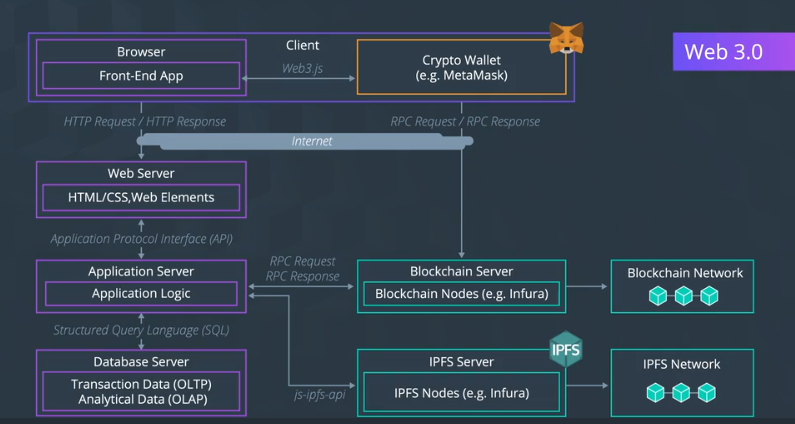 Web 3.0
Client
Browser
Front-End App
Web3.js
Crypto Wallet
(e.g. MetaMask)
HTTP Request / HTTP Response
RPC Request / RPC Response
Internet
Web Server
HTML/CSS,Web Elements
Application Protocol Interface (API)
Application Server
Application Logic
RPC Request
RPC Response
Blockchain Server
Blockchain Nodes (e.g. Infura)
Blockchain Network
Structured Query Language (SQL)
Database Server
Transaction Data (OLTP)
Analytical Data (OLAP)
js-ipfs-api
IPFS Server
IPFS
IPFS Nodes (e.g. Infura)
IPFS Network